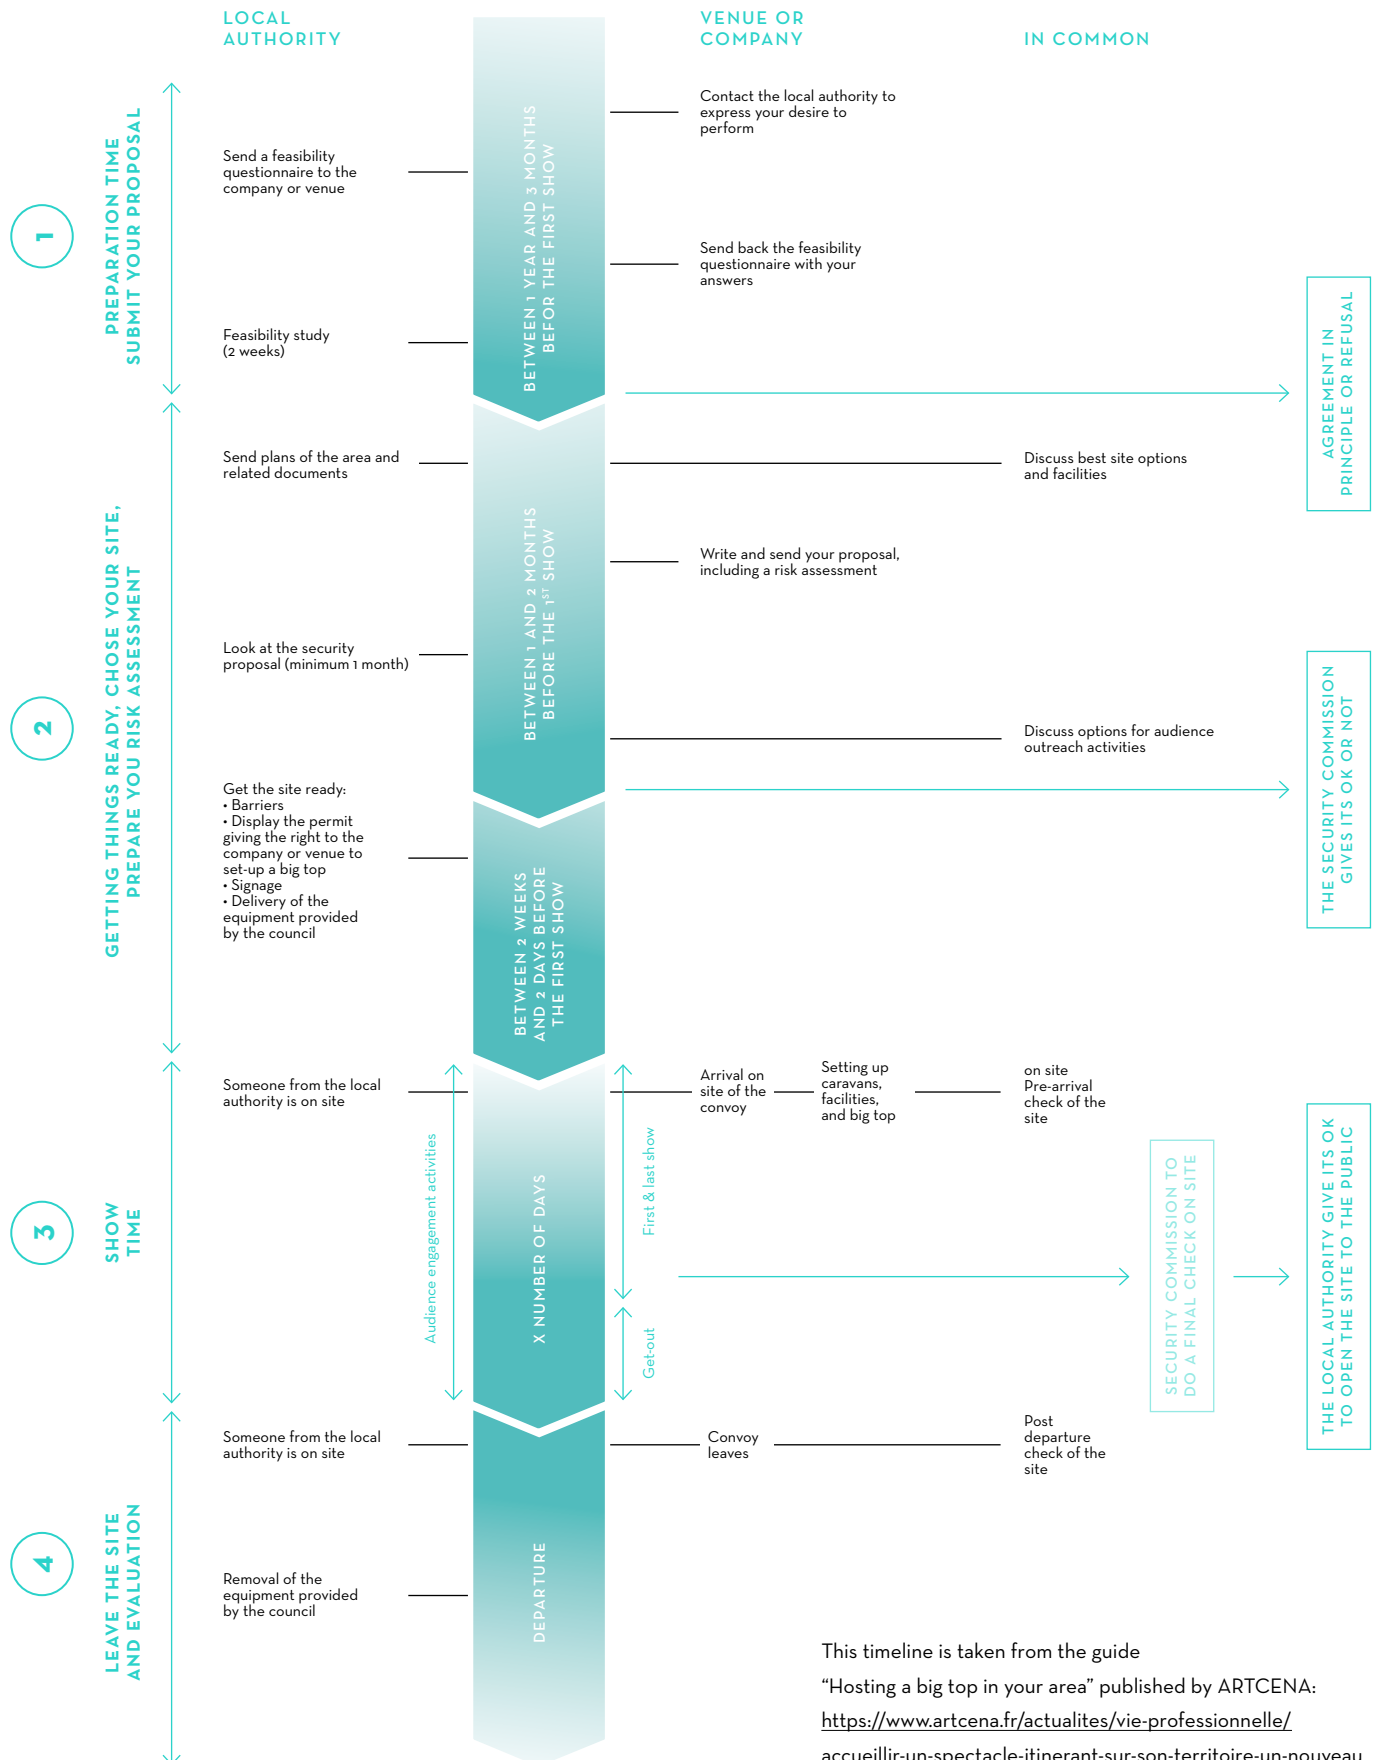 LOCAL
AUTHORITY
VENUE OR
COMPANY
IN COMMON
1
PREPARATION TIME
SUBMIT YOUR PROPOSAL
BETWEEN 1 YEAR AND 3 MONTHS
BEFOR THE FIRST SHOW
Contact the local authority to
express your desire to
perform
Send a feasibility
questionnaire to the
company or venue
Send back the feasibility
questionnaire with your
answers
Feasibility study
(2 weeks)
AGREEMENT IN
PRINCIPLE OR REFUSAL
2
GETTING THINGS READY, CHOSE YOUR SITE,
PREPARE YOU RISK ASSESSMENT
BETWEEN 1 AND 2 MONTHS
BEFORE THE 1ST SHOW
Send plans of the area and
related documents
Discuss best site options
and facilities
Write and send your proposal,
including a risk assessment
Look at the security
proposal (minimum 1 month)
Discuss options for audience
outreach activities
THE SECURITY COMMISSION
GIVES ITS OK OR NOT
Get the site ready:
• Barriers
• Display the permit
giving the right to the
company or venue to
set-up a big top
• Signage
• Delivery of the
equipment provided
by the council
BETWEEN 2 WEEKS
AND 2 DAYS BEFORE
THE FIRST SHOW
3
SHOW
TIME
Someone from the local
authority is on site
Audience engagement activities
X NUMBER OF DAYS
First & last show
Get-out
Arrival on
site of the
convoy
Setting up
caravans,
facilities,
and big top
on site
Pre-arrival
check of the
site
SECURITY COMMISSION TO
DO A FINAL CHECK ON SITE
THE LOCAL AUTHORITY GIVE ITS OK
TO OPEN THE SITE TO THE PUBLIC
4
LEAVE THE SITE
AND EVALUATION
Someone from the local
authority is on site
Convoy
leaves
Post
departure
check of the
site
DEPARTURE
Removal of the
equipment provided
by the council
This timeline is taken from the guide
“Hosting a big top in your area” published by ARTCENA:
https://www.artcena.fr/actualites/vie-professionnelle/
accueillir-un-spectacle-itinerant-sur-son-territoire-un-nouveau